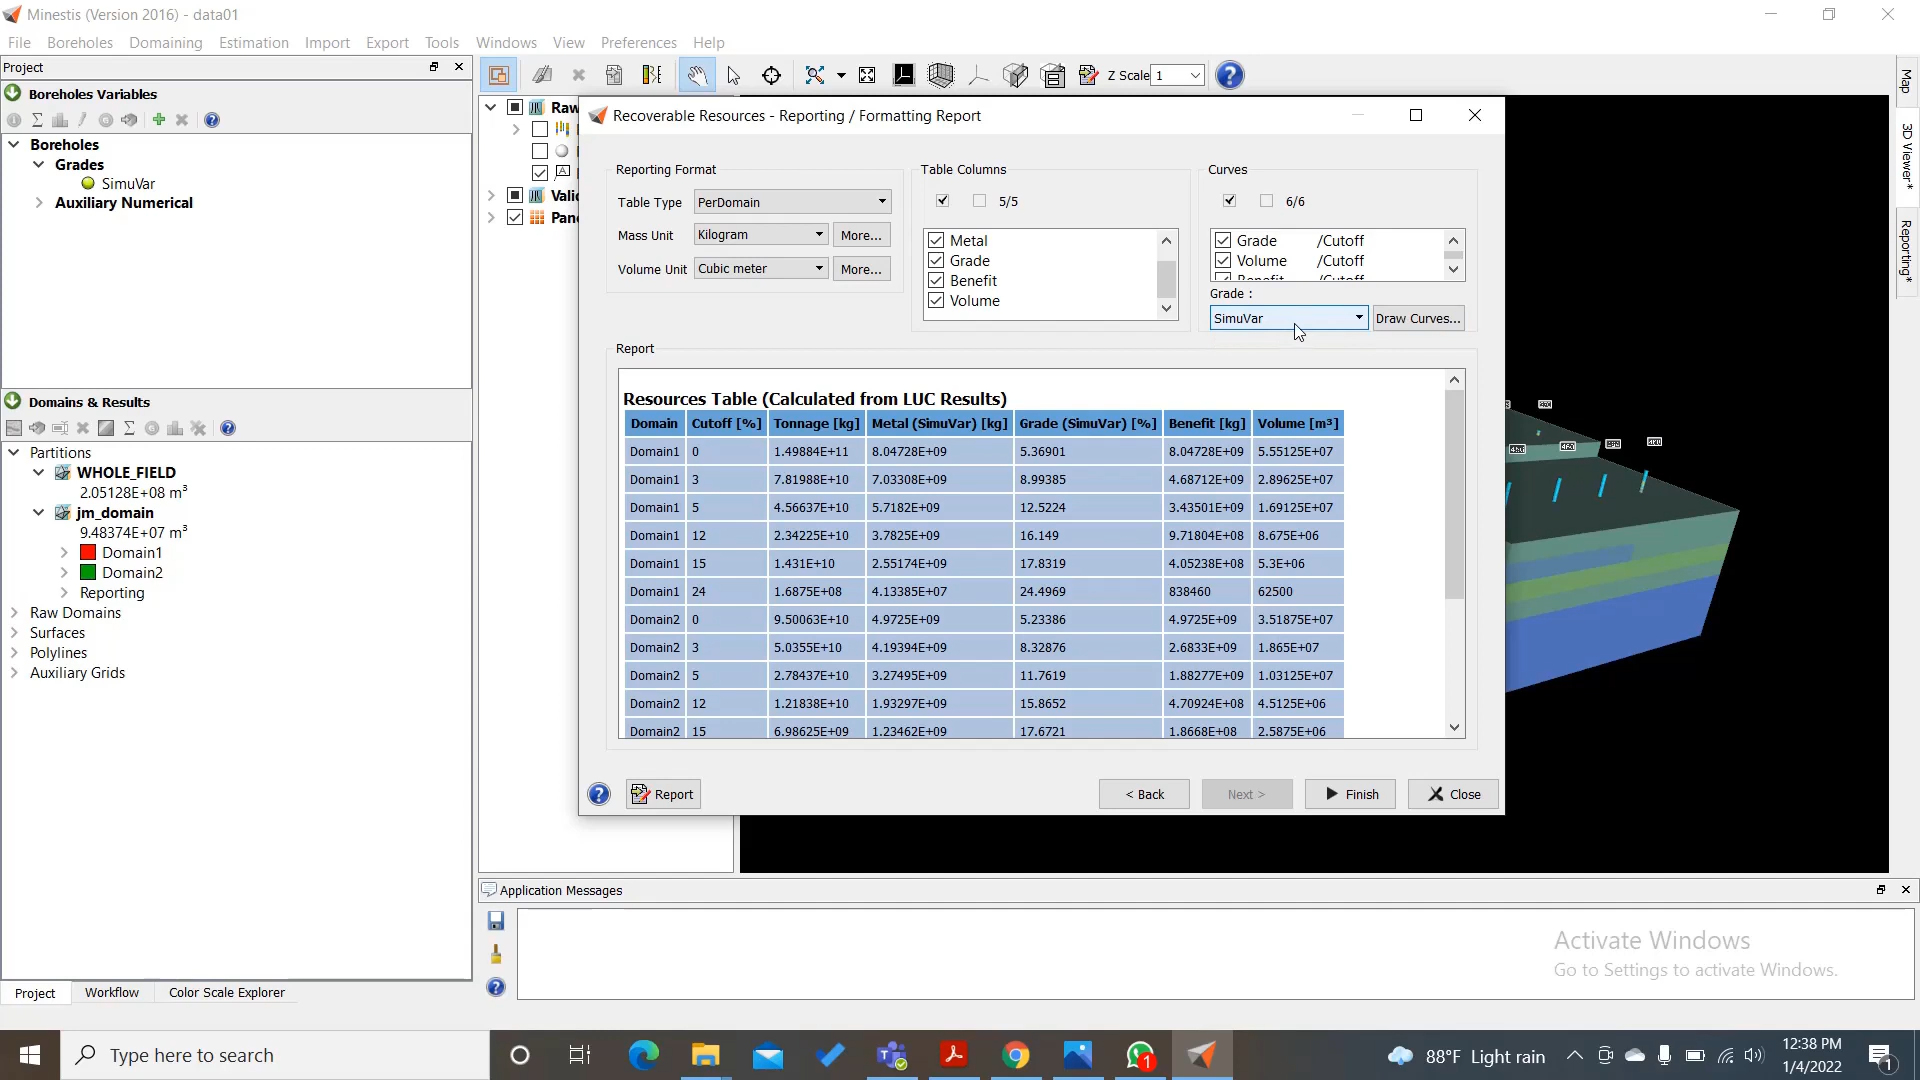 Minestis (Version 2016) - data01
File Boreholes Domaining Estimation Import Export Tools Windows View Preferences Help
Project
Boreholes Variables
Boreholes
Grades
SimuVar
Auxiliary Numerical
Domains & Results
Partitions
WHOLE_FIELD
2.05128E+08 m³
jm_domain
9.48374E+07 m³
Domain1
Domain2
Reporting
Raw Domains
Surfaces
Polylines
Auxiliary Grids
Project Workflow Color Scale Explorer
Z Scale 1
Raw
Map
3D Viewer*
Reporting*
Recoverable Resources - Reporting / Formatting Report
Reporting Format
Table Type PerDomain
Mass Unit Kilogram More...
Volume Unit Cubic meter More...
Table Columns
5/5
Metal
Grade
Benefit
Volume
Curves
6/6
Grade /Cutoff
Volume /Cutoff
Benefit /Cutoff
Grade :
SimuVar Draw Curves...
Report
Resources Table (Calculated from LUC Results)
Domain Cutoff [%] Tonnage [kg] Metal (SimuVar) [kg] Grade (SimuVar) [%] Benefit [kg] Volume [m³]
Domain1 0 1.49884E+11 8.04728E+09 5.36901 8.04728E+09 5.55125E+07
Domain1 3 7.81988E+10 7.03308E+09 8.99385 4.68712E+09 2.89625E+07
Domain1 5 4.56637E+10 5.7182E+09 12.5224 3.43501E+09 1.69125E+07
Domain1 12 2.34225E+10 3.7825E+09 16.149 9.71804E+08 8.675E+06
Domain1 15 1.431E+10 2.55174E+09 17.8319 4.05238E+08 5.3E+06
Domain1 24 1.6875E+08 4.13385E+07 24.4969 838460 62500
Domain2 0 9.50063E+10 4.9725E+09 5.23386 4.9725E+09 3.51875E+07
Domain2 3 5.0355E+10 4.19394E+09 8.32876 2.6833E+09 1.865E+07
Domain2 5 2.78437E+10 3.27495E+09 11.7619 1.88277E+09 1.03125E+07
Domain2 12 1.21838E+10 1.93297E+09 15.8652 4.70924E+08 4.5125E+06
Domain2 15 6.98625E+09 1.23462E+09 17.6721 1.8668E+08 2.5875E+06
Report < Back Next > Finish Close
Application Messages
Activate Windows
Go to Settings to activate Windows.
Type here to search
88°F Light rain
12:38 PM
1/4/2022
1
1